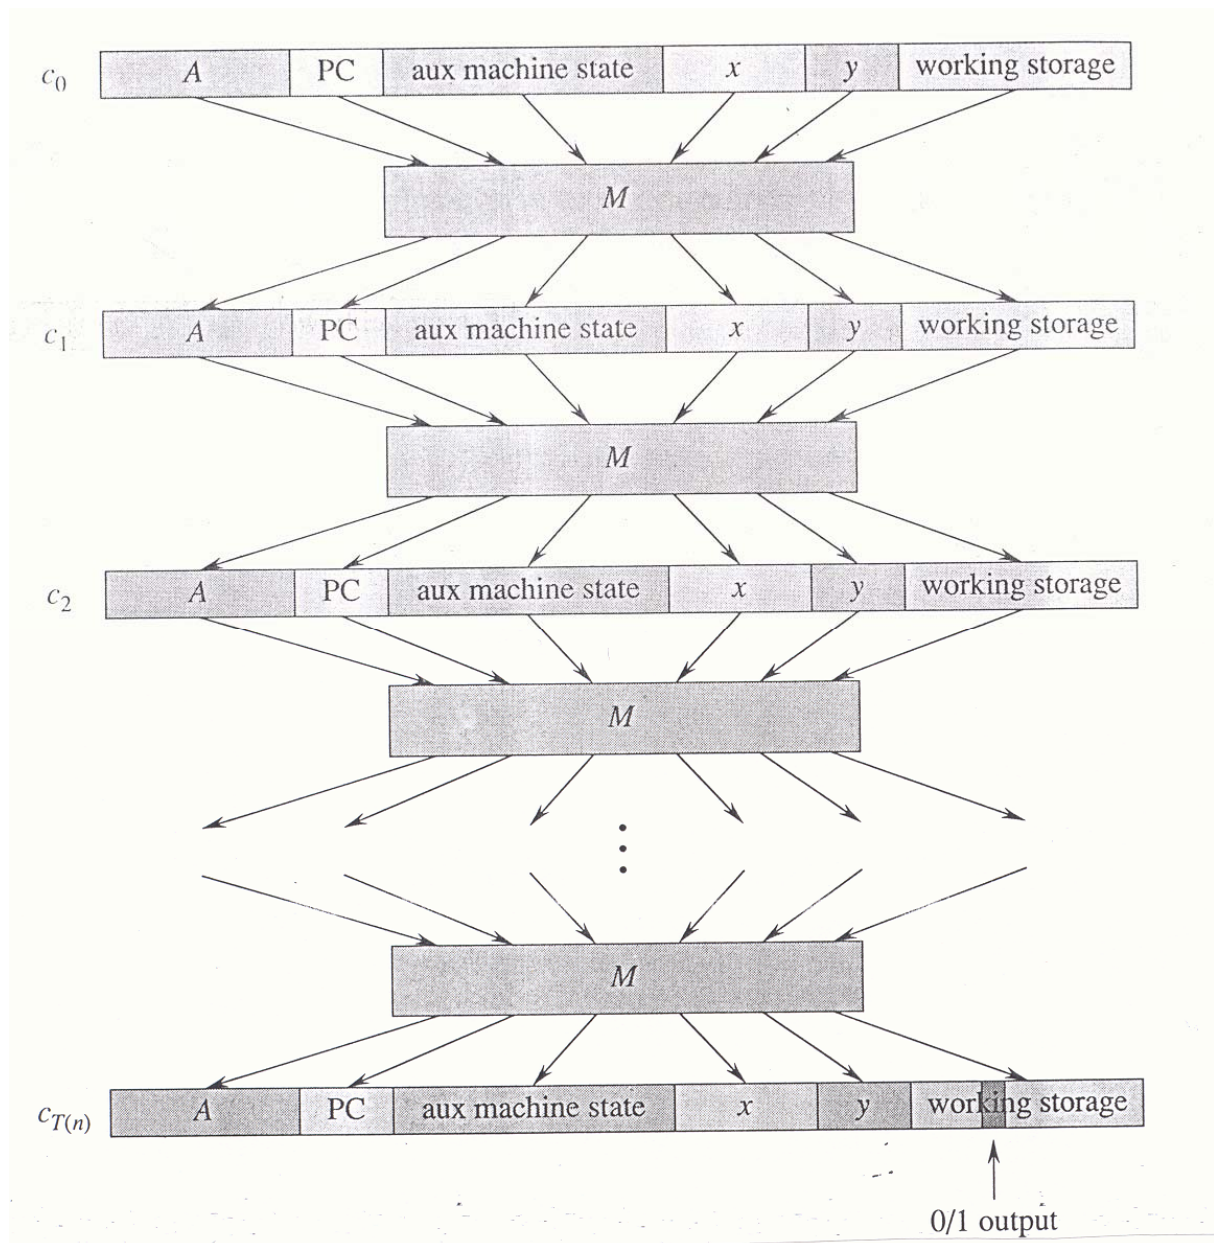 c0 A PC aux machine state x y working storage
M
c1 A PC aux machine state x y working storage
M
c2 A PC aux machine state x y working storage
M
M
cT(n) A PC aux machine state x y working storage
0/1 output